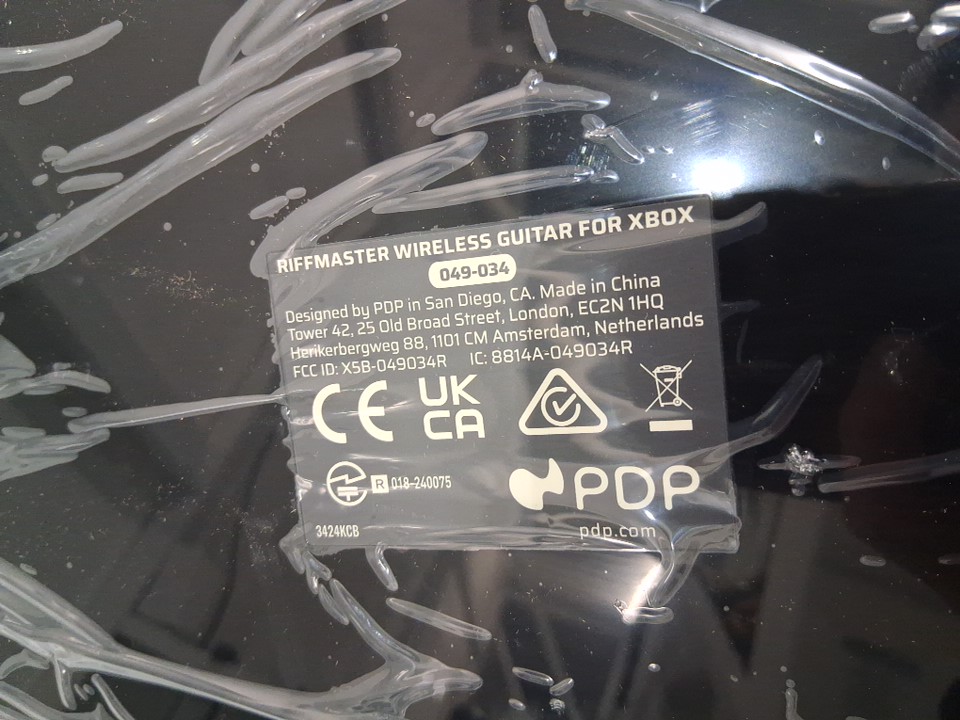 RIFFMASTER WIRELESS GUITAR FOR XBOX
049-034
Designed by PDP in San Diego, CA. Made in China
Tower 42, 25 Old Broad Street, London, EC2N 1HQ
Herikerbergweg 88, 1101 CM Amsterdam, Netherlands
FCC ID: X5B-049034R IC: 8814A-049034R
CE UK CA
R 018-240075
PDP
3424KCB pdp.com